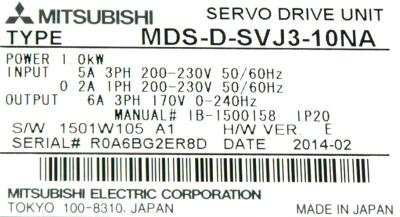 MITSUBISHI SERVO DRIVE UNIT
TYPE MDS-D-SVJ3-10NA
POWER 1.0kW
INPUT 5A 3PH 200-230V 50/60Hz
0.2A 1PH 200-230V 50/60Hz
OUTPUT 6A 3PH 170V 0-240Hz
MANUAL# IB-1500158 IP20
S/W 1501W105 A1 H/W VER. E
SERIAL# R0A6BG2ER8D DATE 2014-02
MITSUBISHI ELECTRIC CORPORATION
TOKYO 100-8310, JAPAN MADE IN JAPAN